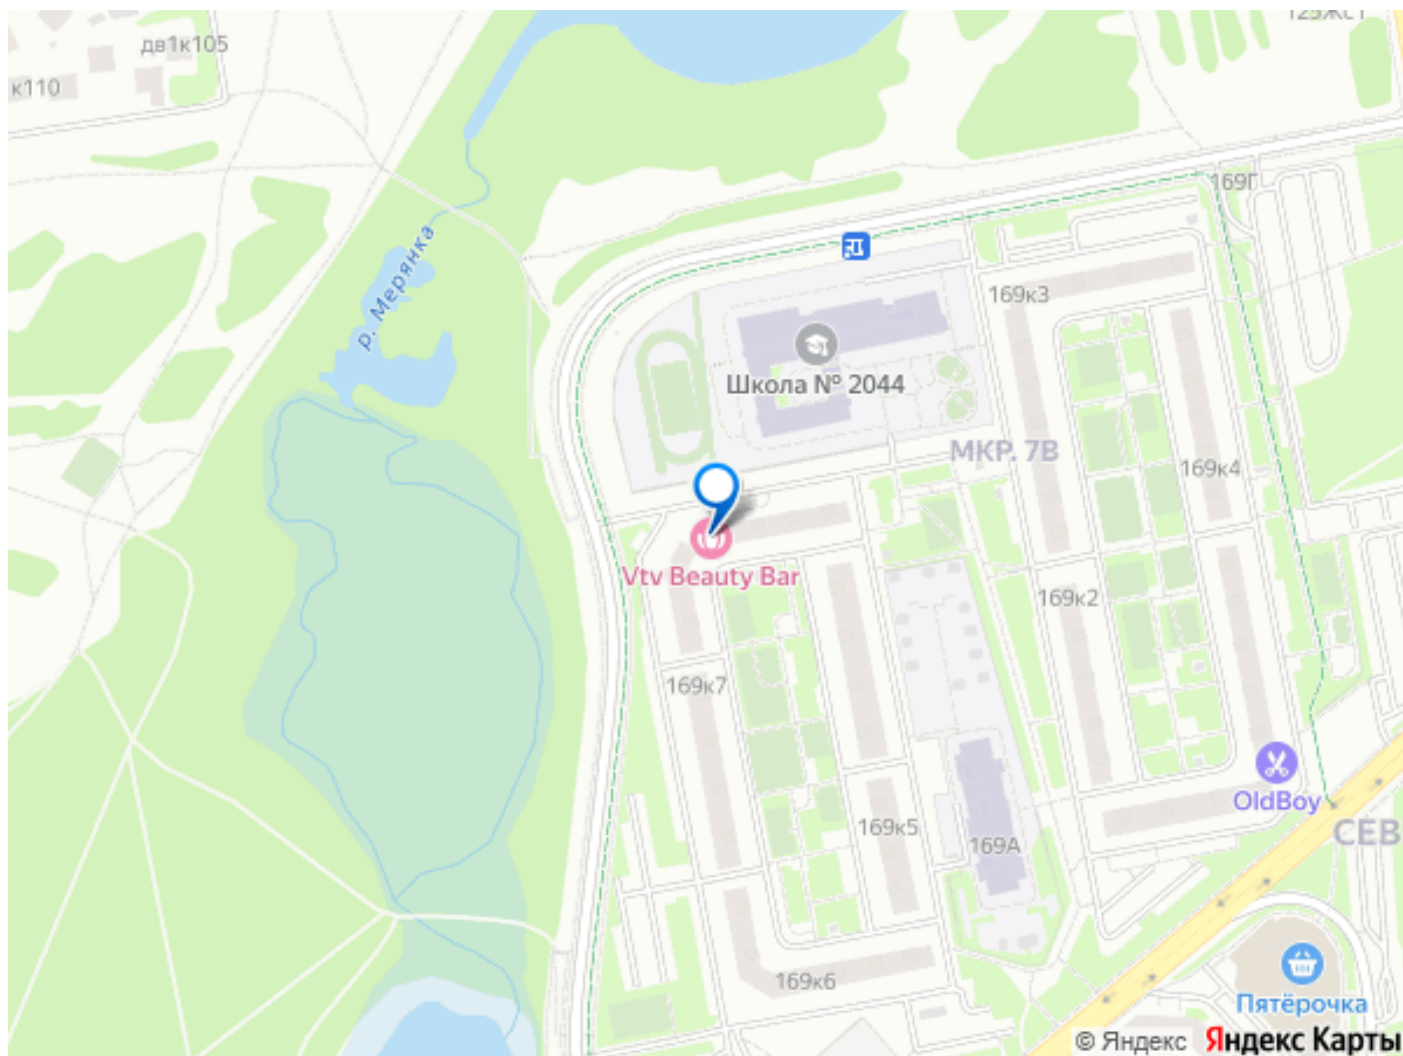 125Жс1
дв1к105
к110
169Г
р. Мерянка
169к3
Школа № 2044
МКР. 7В
169к4
Vtv Beauty Bar
169к2
169к7
OldBoy
169к5
СЕВ
169А
169к6
Пятёрочка
© Яндекс Яндекс Карты